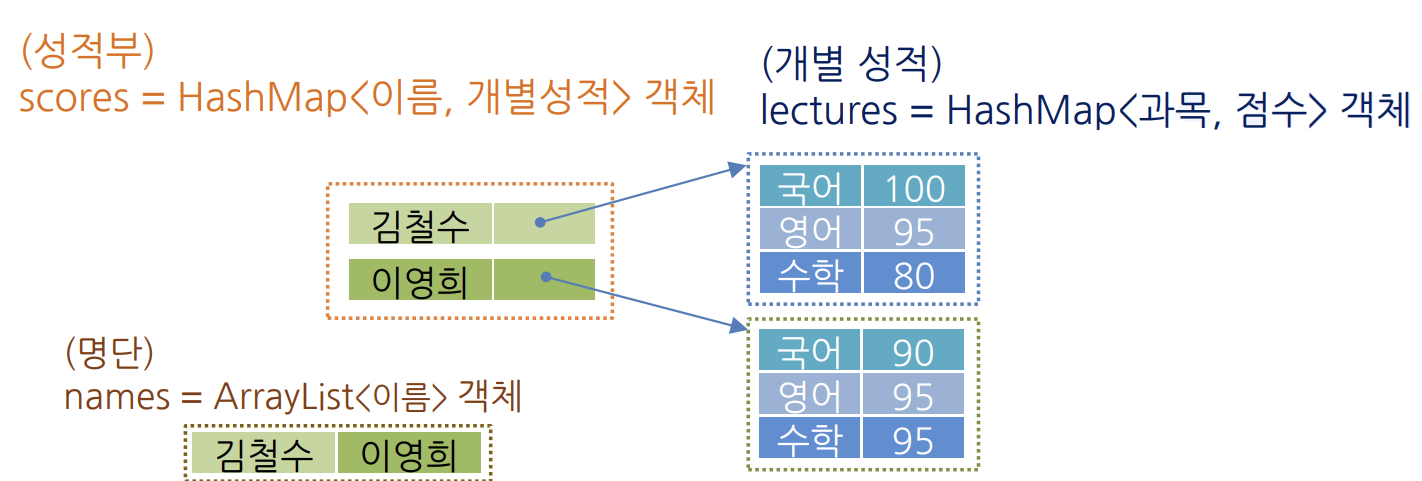 (성적부)
scores = HashMap<이름, 개별성적> 객체
(개별 성적)
lectures = HashMap<과목, 점수> 객체
김철수
이영희
국어 100
영어 95
수학 80
국어 90
영어 95
수학 95
(명단)
names = ArrayList<이름> 객체
김철수 이영희